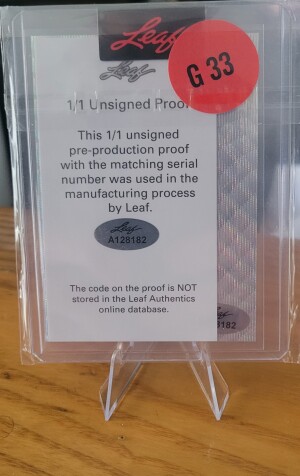 Leaf
G 33
Leaf
1/1 Unsigned Proof
This 1/1 unsigned
pre-production proof
with the matching serial
number was used in the
manufacturing process
by Leaf.
Leaf
A128182
The code on the proof is NOT
stored in the Leaf Authentics
online database.
Leaf
182